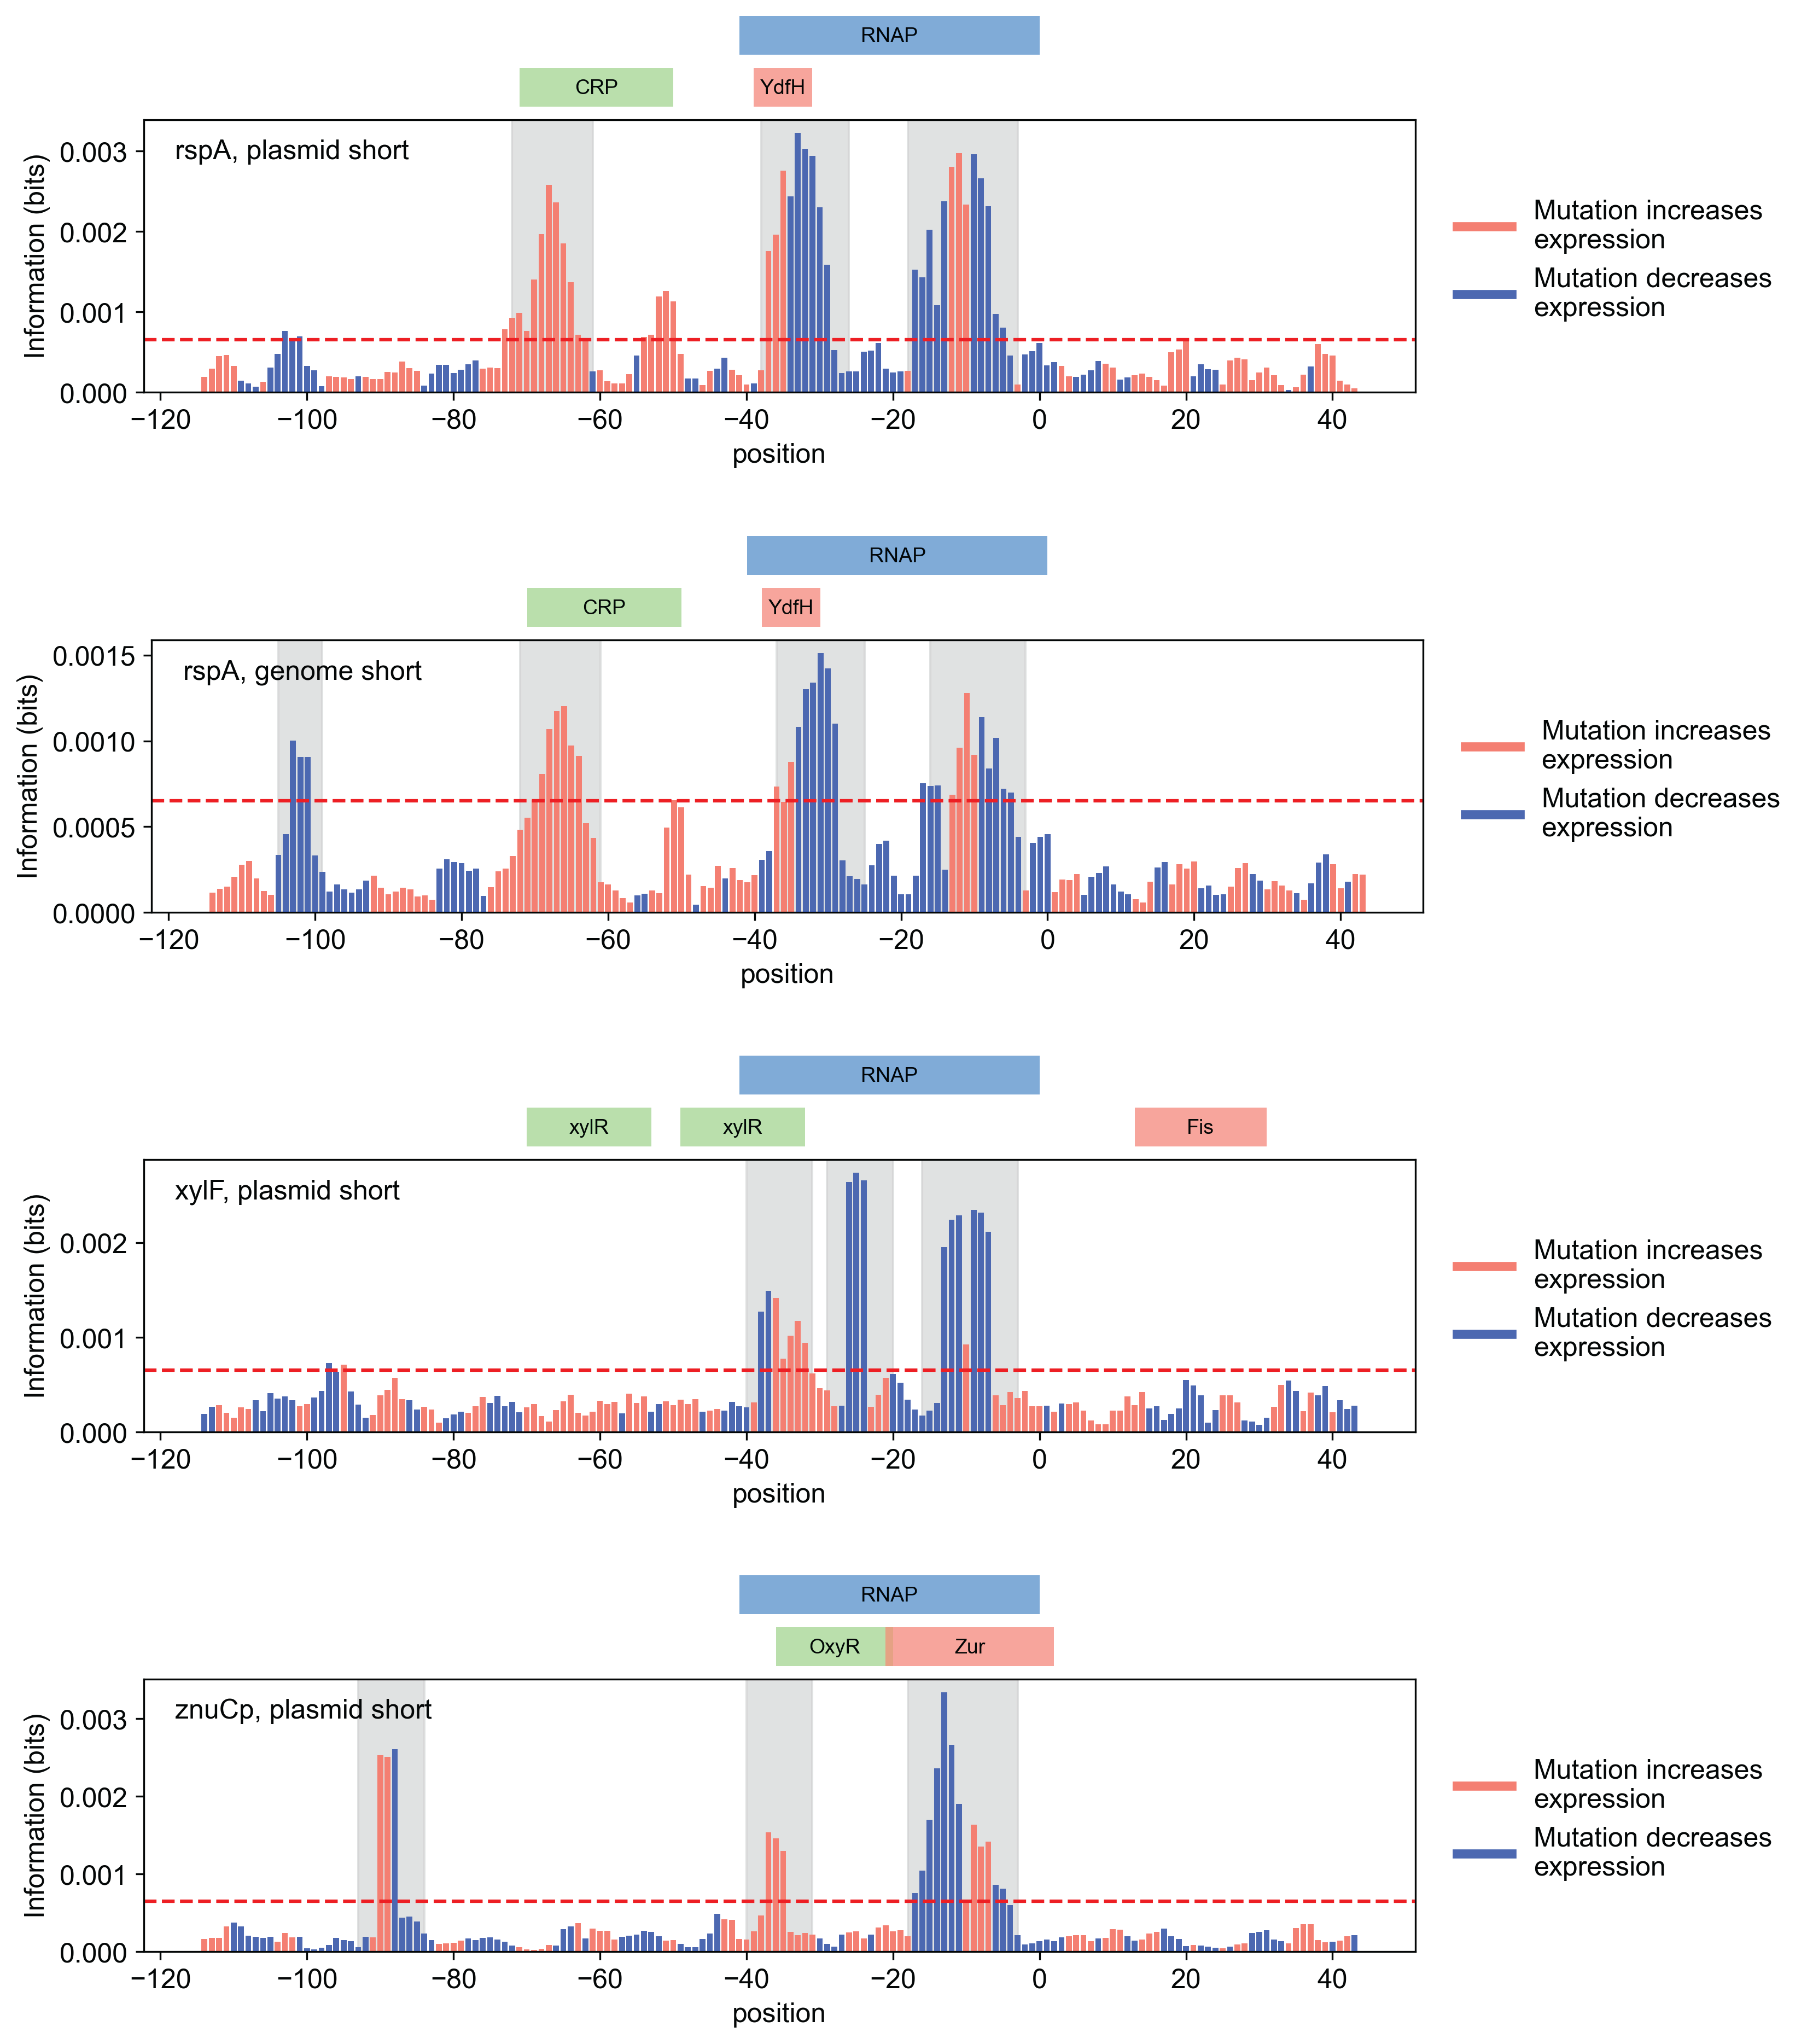 RNAP
CRP YdfH
rspA, plasmid short
Information (bits)
0.003
0.002
0.001
0.000
−120 −100 −80 −60 −40 −20 0 20 40
position
Mutation increases
expression
Mutation decreases
expression
RNAP
CRP YdfH
rspA, genome short
Information (bits)
0.0015
0.0010
0.0005
0.0000
−120 −100 −80 −60 −40 −20 0 20 40
position
Mutation increases
expression
Mutation decreases
expression
RNAP
xylR xylR Fis
xylF, plasmid short
Information (bits)
0.002
0.001
0.000
−120 −100 −80 −60 −40 −20 0 20 40
position
Mutation increases
expression
Mutation decreases
expression
RNAP
OxyR Zur
znuCp, plasmid short
Information (bits)
0.003
0.002
0.001
0.000
−120 −100 −80 −60 −40 −20 0 20 40
position
Mutation increases
expression
Mutation decreases
expression